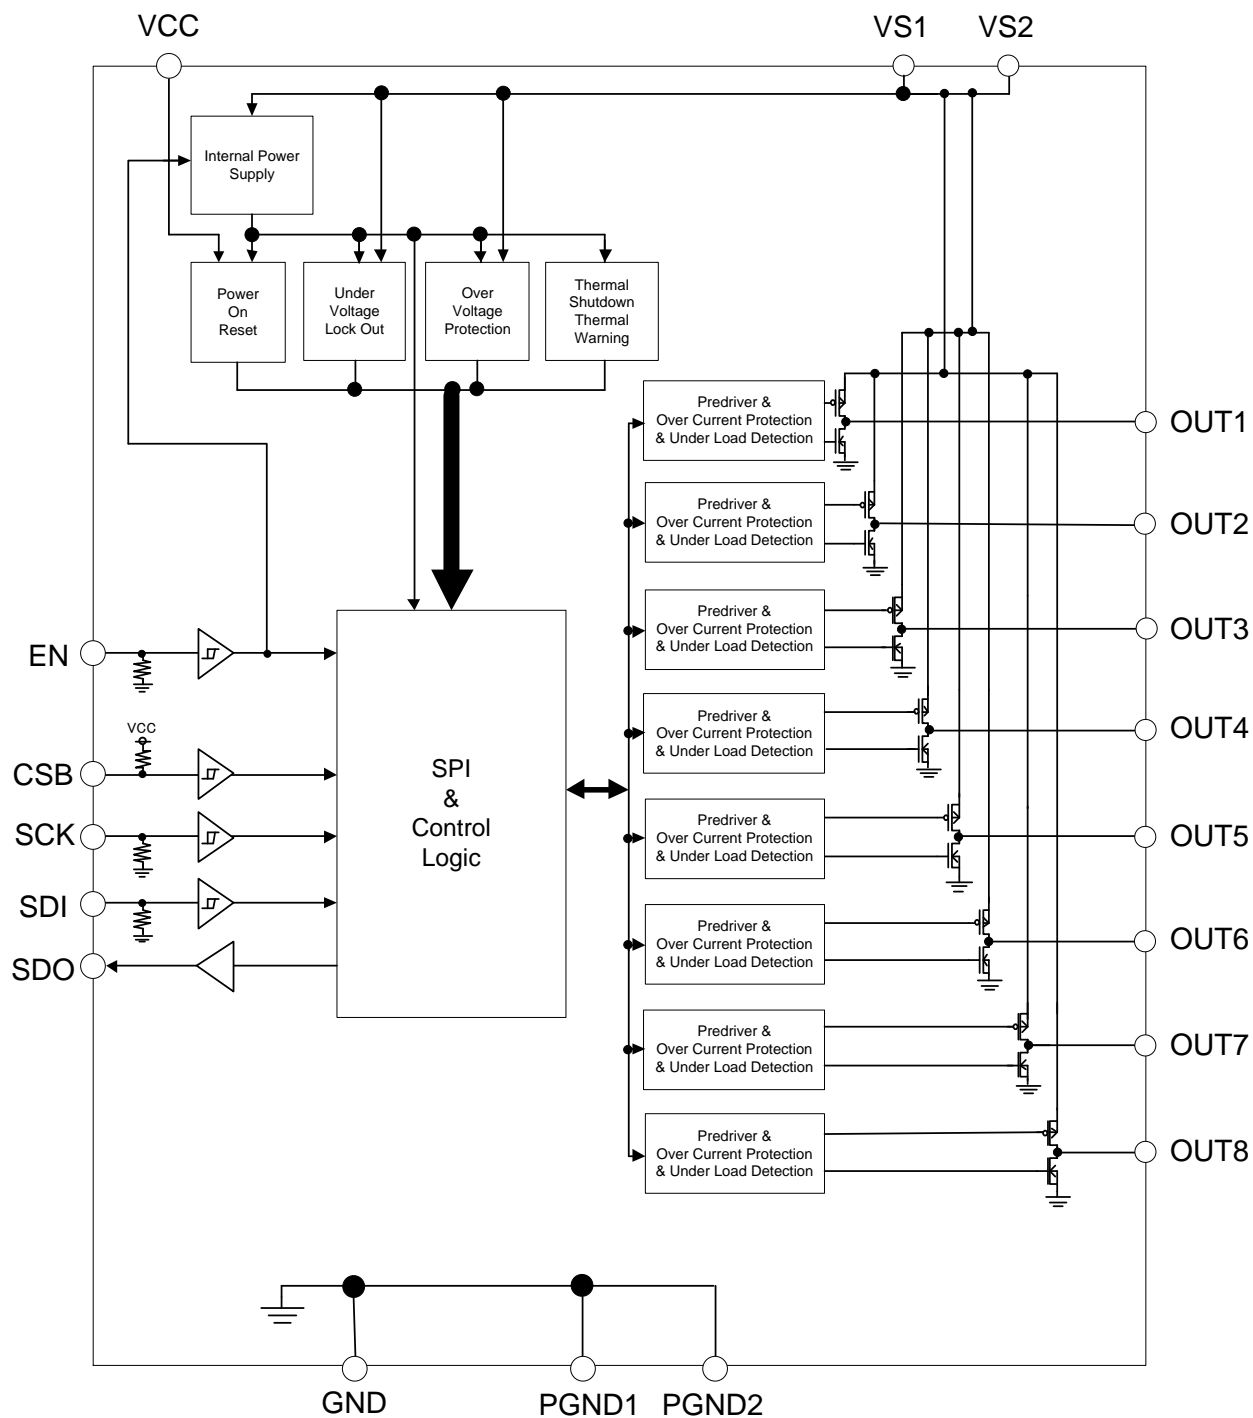 VCC
VS1
VS2
Internal Power
Supply
Power
On
Reset
Under
Voltage
Lock Out
Over
Voltage
Protection
Thermal
Shutdown
Thermal
Warning
Predriver &
Over Current Protection
& Under Load Detection
OUT1
Predriver &
Over Current Protection
& Under Load Detection
OUT2
Predriver &
Over Current Protection
& Under Load Detection
OUT3
EN
VCC
CSB
SCK
SDI
SDO
SPI
&
Control
Logic
Predriver &
Over Current Protection
& Under Load Detection
OUT4
Predriver &
Over Current Protection
& Under Load Detection
OUT5
Predriver &
Over Current Protection
& Under Load Detection
OUT6
Predriver &
Over Current Protection
& Under Load Detection
OUT7
Predriver &
Over Current Protection
& Under Load Detection
OUT8
GND
PGND1
PGND2